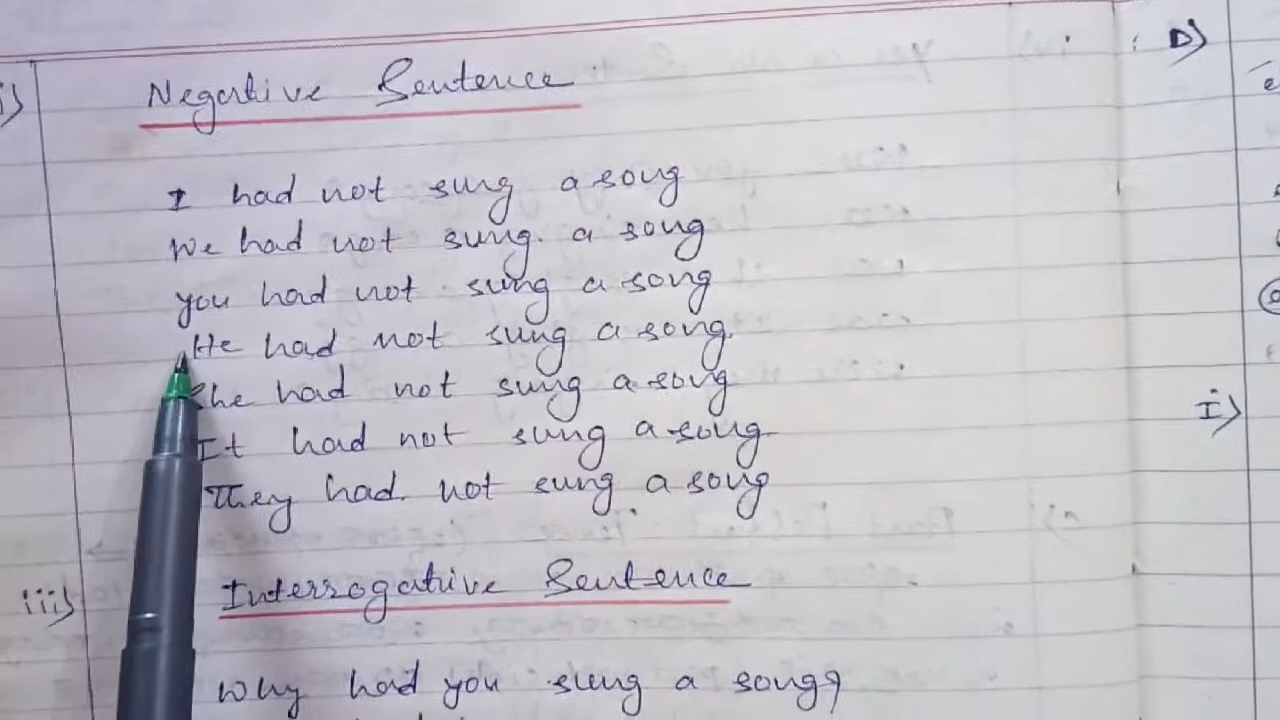 i) Negative Sentence
I had not sung a song
We had not sung. a song
you had not sung a song
He had not sung a song.
She had not sung a song
It had not sung a song
They had not sung a song
iii) Interrogative Sentence
Why had you sung a song?
D)
I)